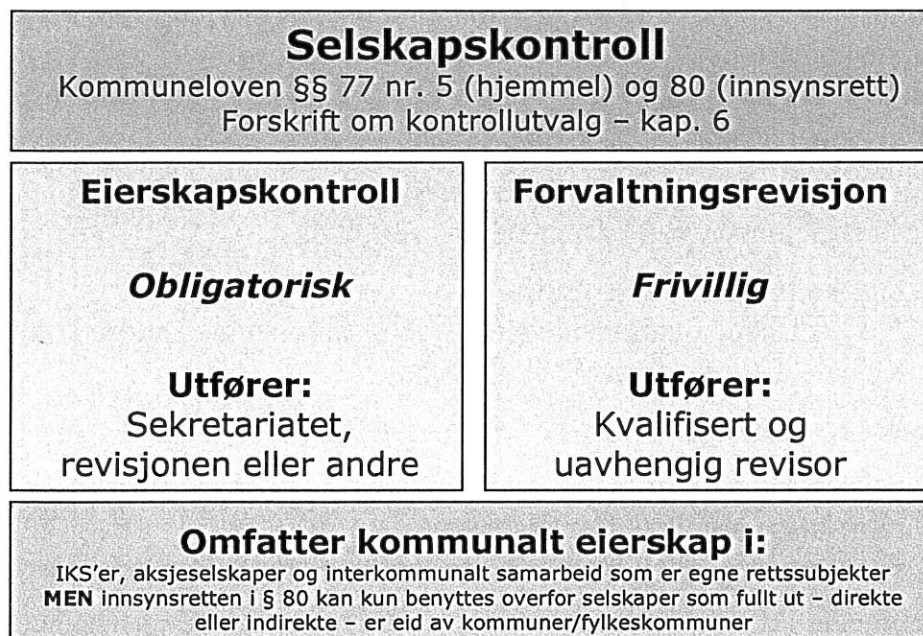 Selskapskontroll
Kommuneloven §§ 77 nr. 5 (hjemmel) og 80 (innsynsrett)
Forskrift om kontrollutvalg – kap. 6
Eierskapskontroll
Obligatorisk
Utfører:
Sekretariatet,
revisjonen eller andre
Forvaltningsrevisjon
Frivillig
Utfører:
Kvalifisert og
uavhengig revisor
Omfatter kommunalt eierskap i:
IKS'er, aksjeselskaper og interkommunalt samarbeid som er egne rettssubjekter
MEN innsynsretten i § 80 kan kun benyttes overfor selskaper som fullt ut – direkte
eller indirekte – er eid av kommuner/fylkeskommuner